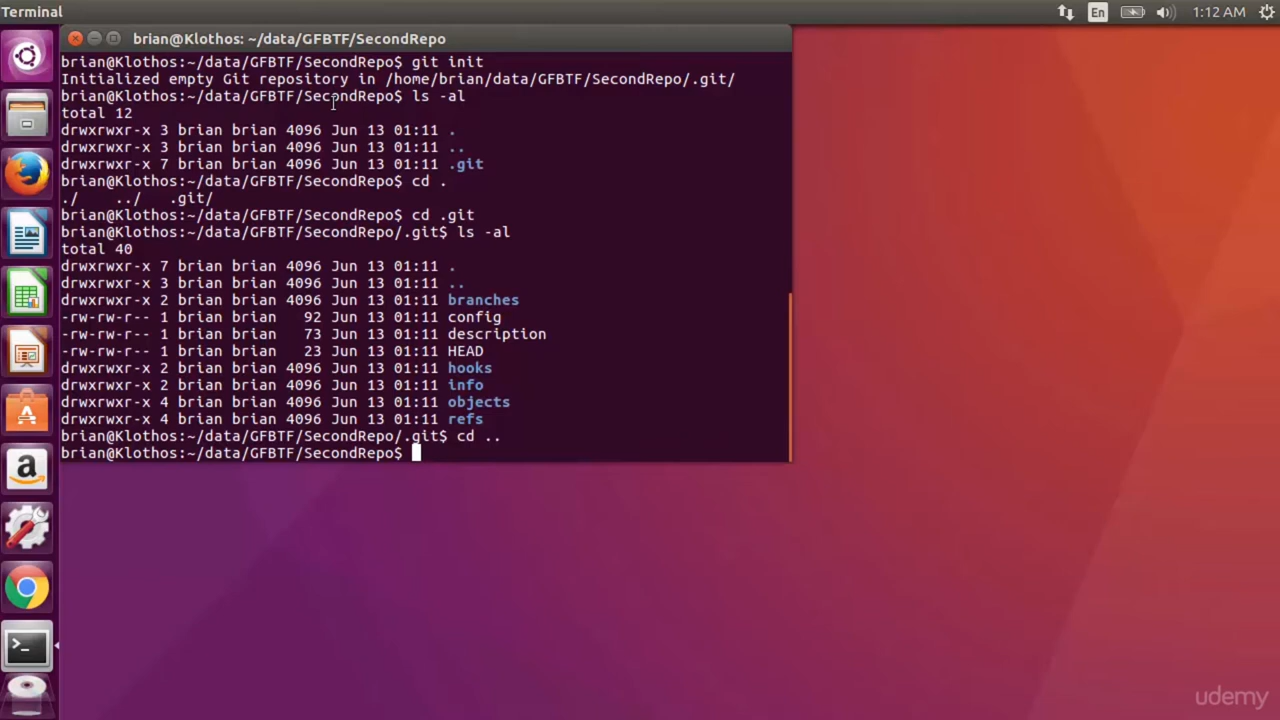 Terminal
En
1:12 AM
brian@Klothos: ~/data/GFBTF/SecondRepo
brian@Klothos:~/data/GFBTF/SecondRepo$ git init
Initialized empty Git repository in /home/brian/data/GFBTF/SecondRepo/.git/
brian@Klothos:~/data/GFBTF/SecondRepo$ ls -al
total 12
drwxrwxr-x 3 brian brian 4096 Jun 13 01:11 .
drwxrwxr-x 3 brian brian 4096 Jun 13 01:11 ..
drwxrwxr-x 7 brian brian 4096 Jun 13 01:11 .git
brian@Klothos:~/data/GFBTF/SecondRepo$ cd .
./    ../   .git/
brian@Klothos:~/data/GFBTF/SecondRepo$ cd .git
brian@Klothos:~/data/GFBTF/SecondRepo/.git$ ls -al
total 40
drwxrwxr-x 7 brian brian 4096 Jun 13 01:11 .
drwxrwxr-x 3 brian brian 4096 Jun 13 01:11 ..
drwxrwxr-x 2 brian brian 4096 Jun 13 01:11 branches
-rw-rw-r-- 1 brian brian   92 Jun 13 01:11 config
-rw-rw-r-- 1 brian brian   73 Jun 13 01:11 description
-rw-rw-r-- 1 brian brian   23 Jun 13 01:11 HEAD
drwxrwxr-x 2 brian brian 4096 Jun 13 01:11 hooks
drwxrwxr-x 2 brian brian 4096 Jun 13 01:11 info
drwxrwxr-x 4 brian brian 4096 Jun 13 01:11 objects
drwxrwxr-x 4 brian brian 4096 Jun 13 01:11 refs
brian@Klothos:~/data/GFBTF/SecondRepo/.git$ cd ..
brian@Klothos:~/data/GFBTF/SecondRepo$
udemy